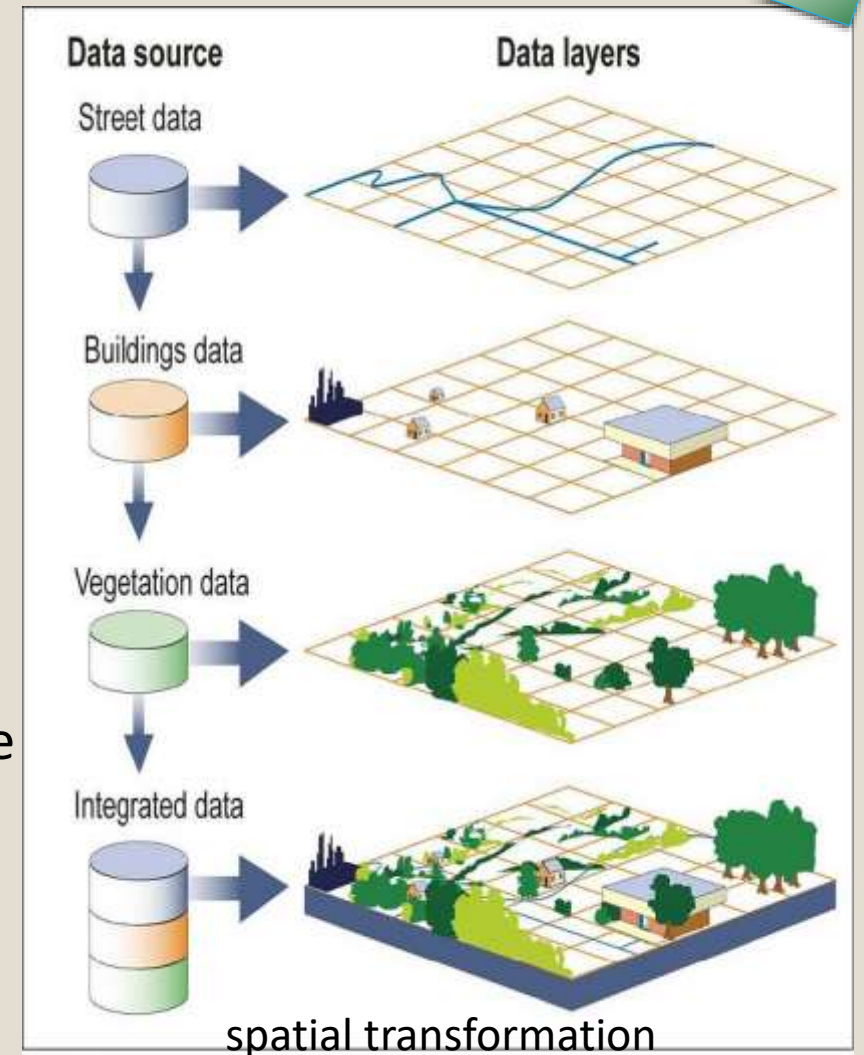 Data source
Data layers
Street data
Buildings data
Vegetation data
e
Integrated data
spatial transformation